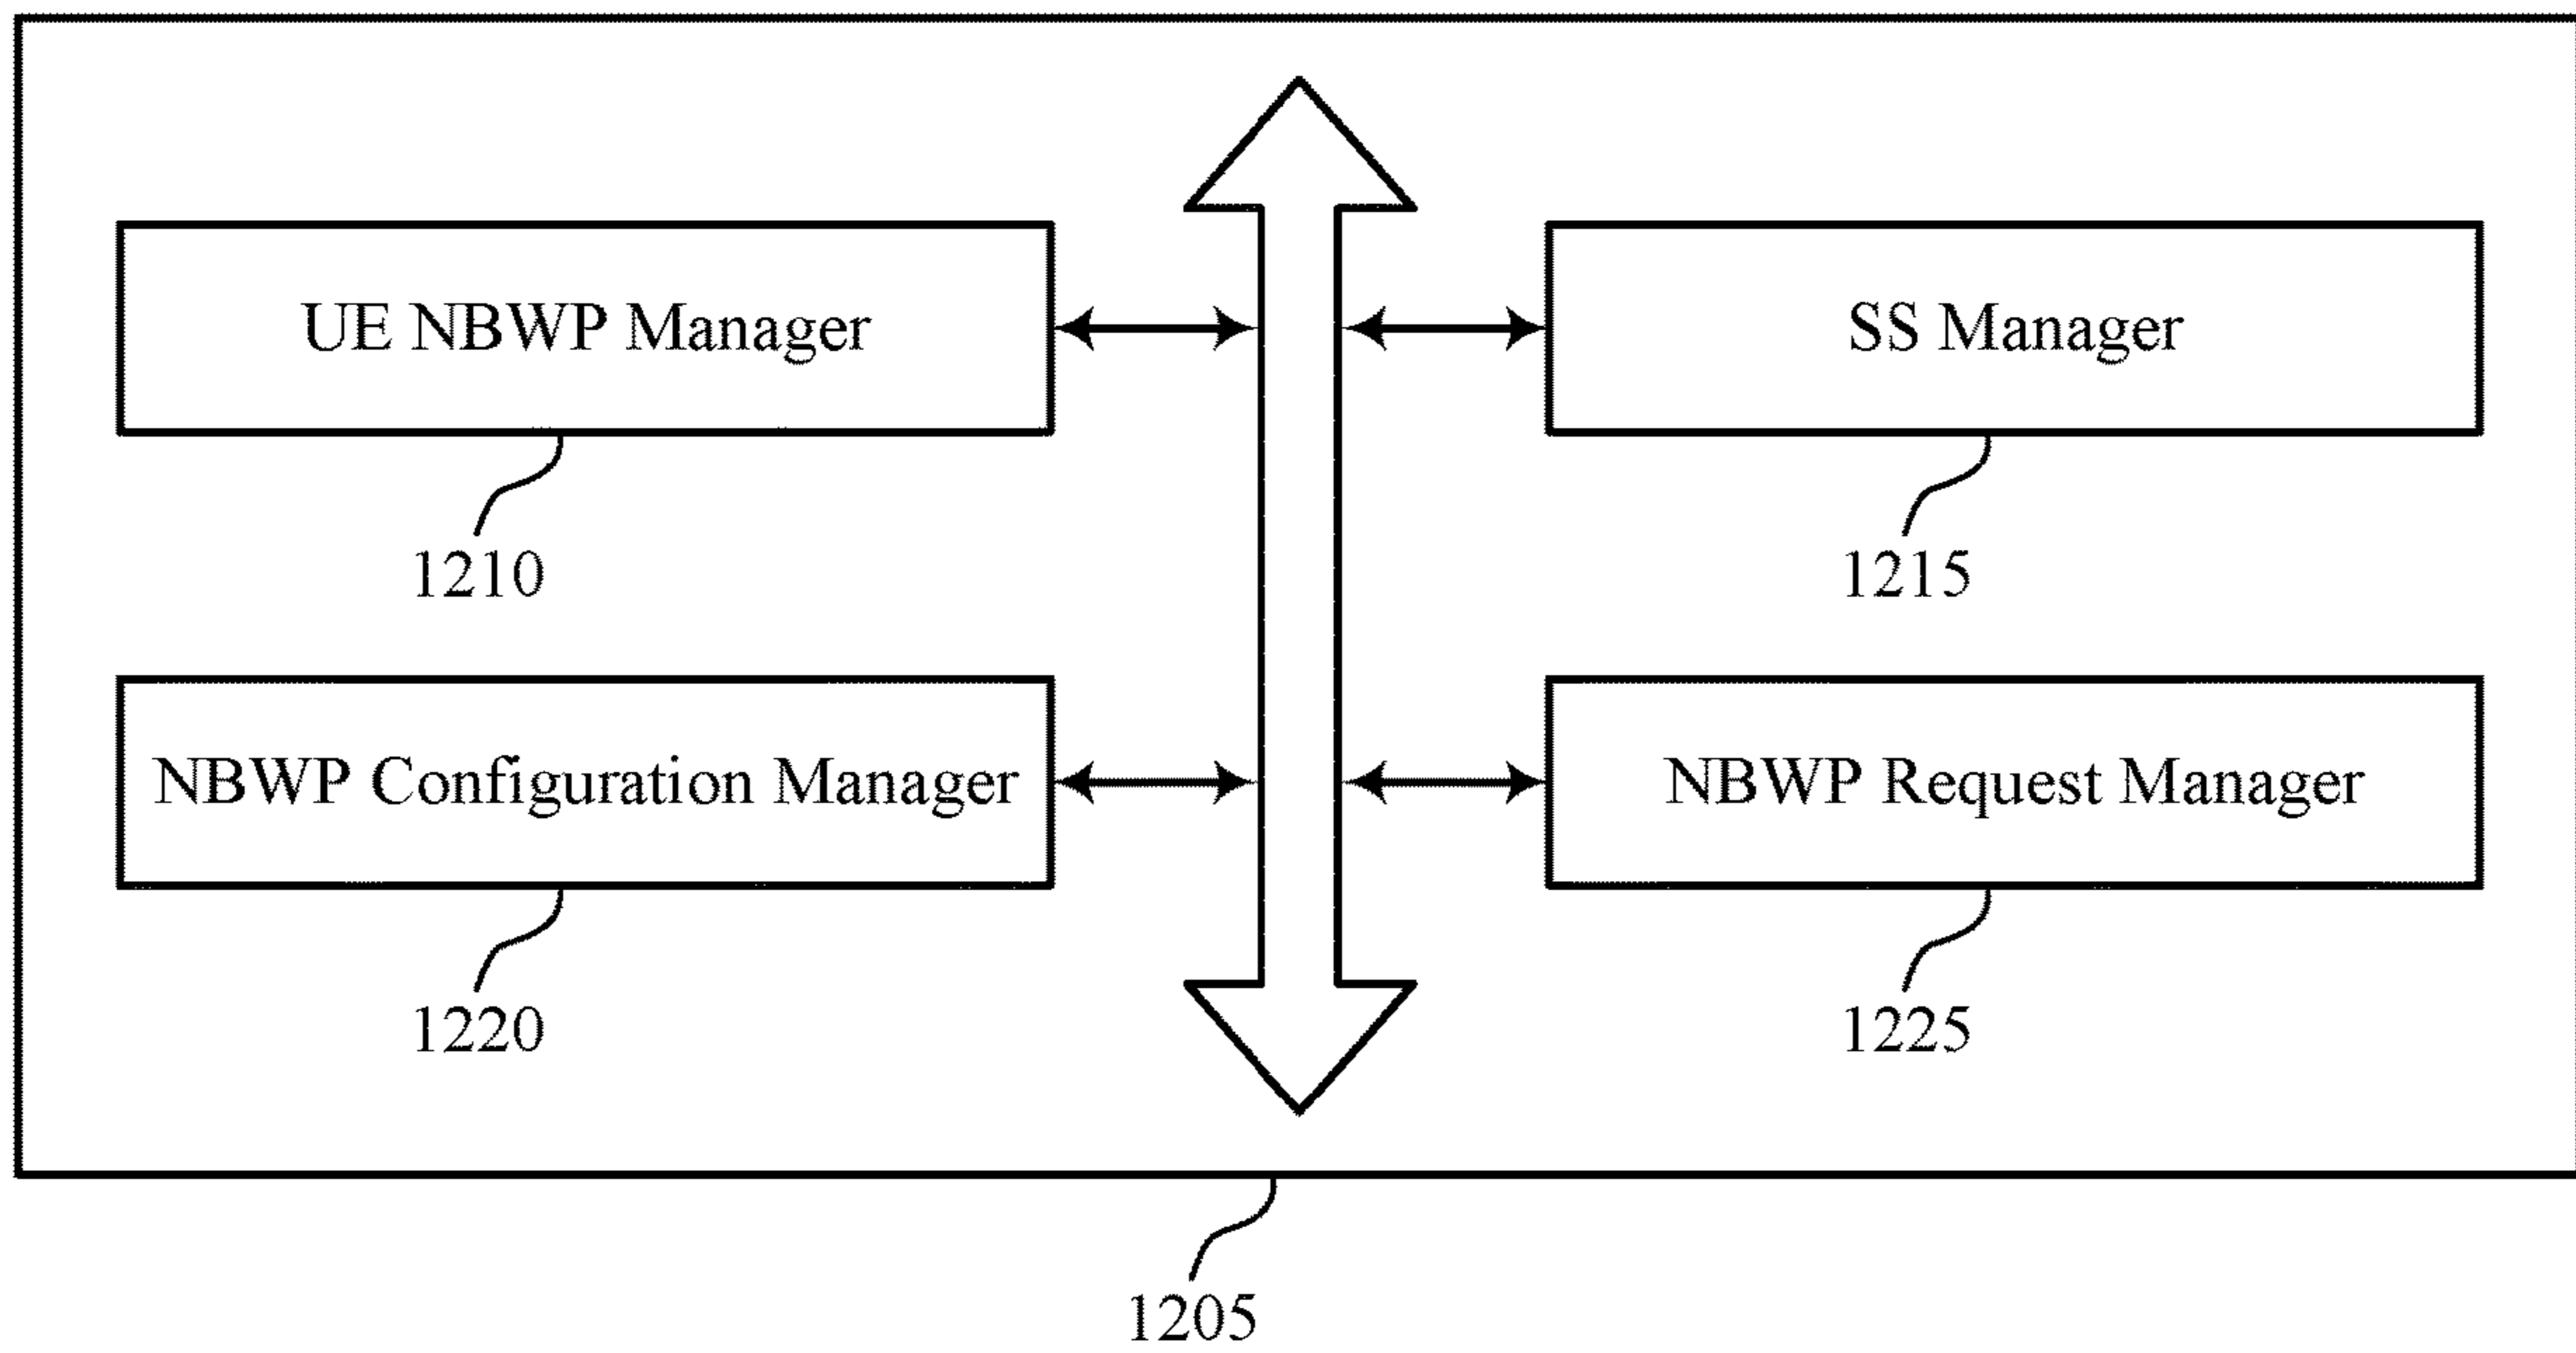 UE NBWP Manager
SS Manager
1210
1215
NBWP Configuration Manager
NBWP Request Manager
1220
1225
1205